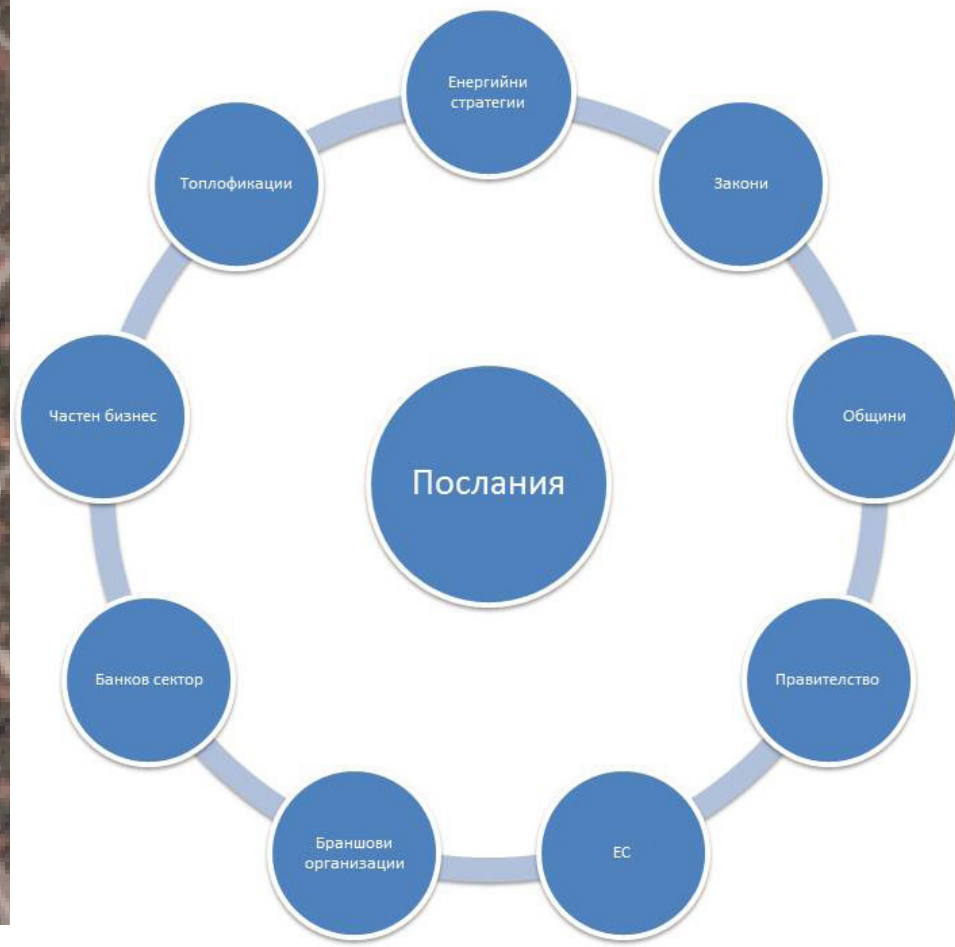 Енергийни
стратегии
Закони
Общини
Правителство
ЕС
Браншови
организации
Банков сектор
Частен бизнес
Топлофикации
Послания